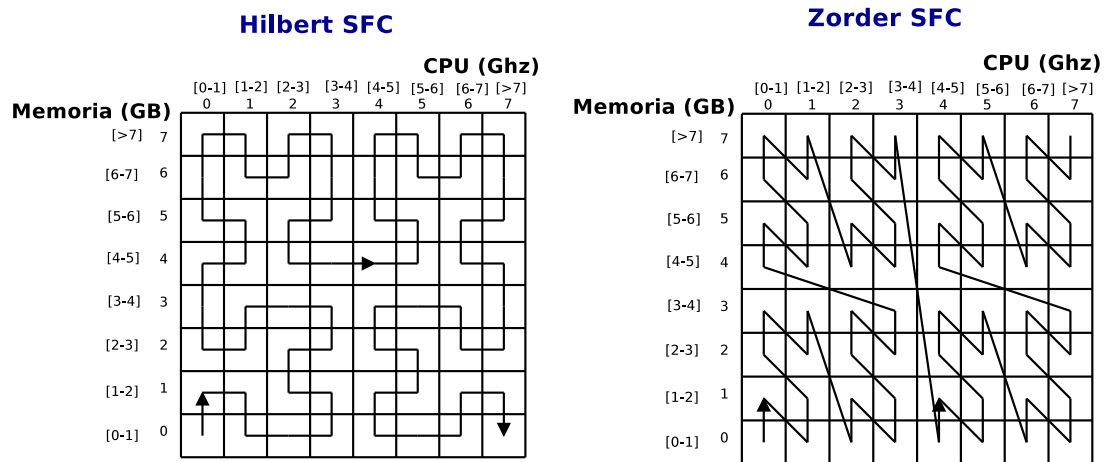 Hilbert SFC
CPU (Ghz)
[0-1] [1-2] [2-3] [3-4] [4-5] [5-6] [6-7] [>7]
0 1 2 3 4 5 6 7
Memoria (GB)
[>7] 7
[6-7] 6
[5-6] 5
[4-5] 4
[3-4] 3
[2-3] 2
[1-2] 1
[0-1] 0
Zorder SFC
CPU (Ghz)
[0-1] [1-2] [2-3] [3-4] [4-5] [5-6] [6-7] [>7]
0 1 2 3 4 5 6 7
Memoria (GB)
[>7] 7
[6-7] 6
[5-6] 5
[4-5] 4
[3-4] 3
[2-3] 2
[1-2] 1
[0-1] 0